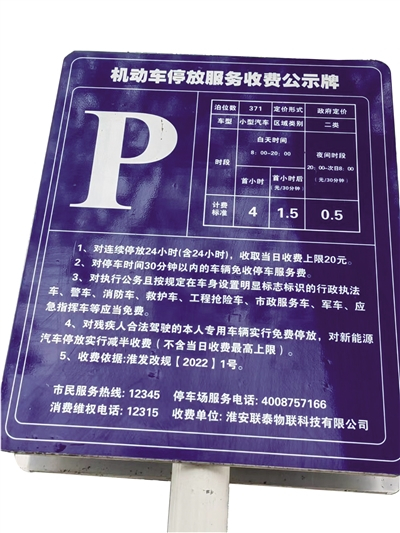 机动车停放服务收费公示牌
P
泊位数 371 定价形式 政府定价
车型 小型汽车 区域类别 二类
时段 白天时间 8：00-20：00 夜间时段 20：00-次日8：00 （元/30分钟）
首小时 首小时后 （元/30分钟）
计费标准 4 1.5 0.5
1、对连续停放24小时(含24小时)，收取当日收费上限20元。
2、对停车时间30分钟以内的车辆免收停车服务费。
3、对执行公务且按规定在车身设置明显标志标识的行政执法
车、警车、消防车、救护车、工程抢险车、市政服务车、军车、应
急指挥车等应当免费。
4、对残疾人合法驾驶的本人专用车辆实行免费停放，对新能源
汽车停放实行减半收费（不含当日收费最高上限）。
5、收费依据:淮发改规【2022】1号。
市民服务热线: 12345 停车场服务电话: 4008757166
消费维权电话: 12315 收费单位: 淮安联泰物联科技有限公司